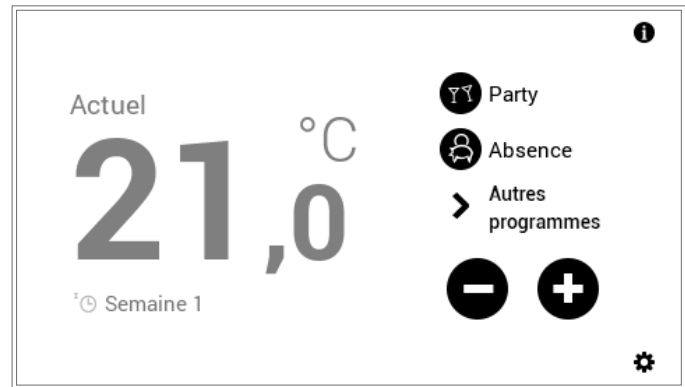 Actuel
21,0
°C
Semaine 1
Party
Absence
Autres
programmes